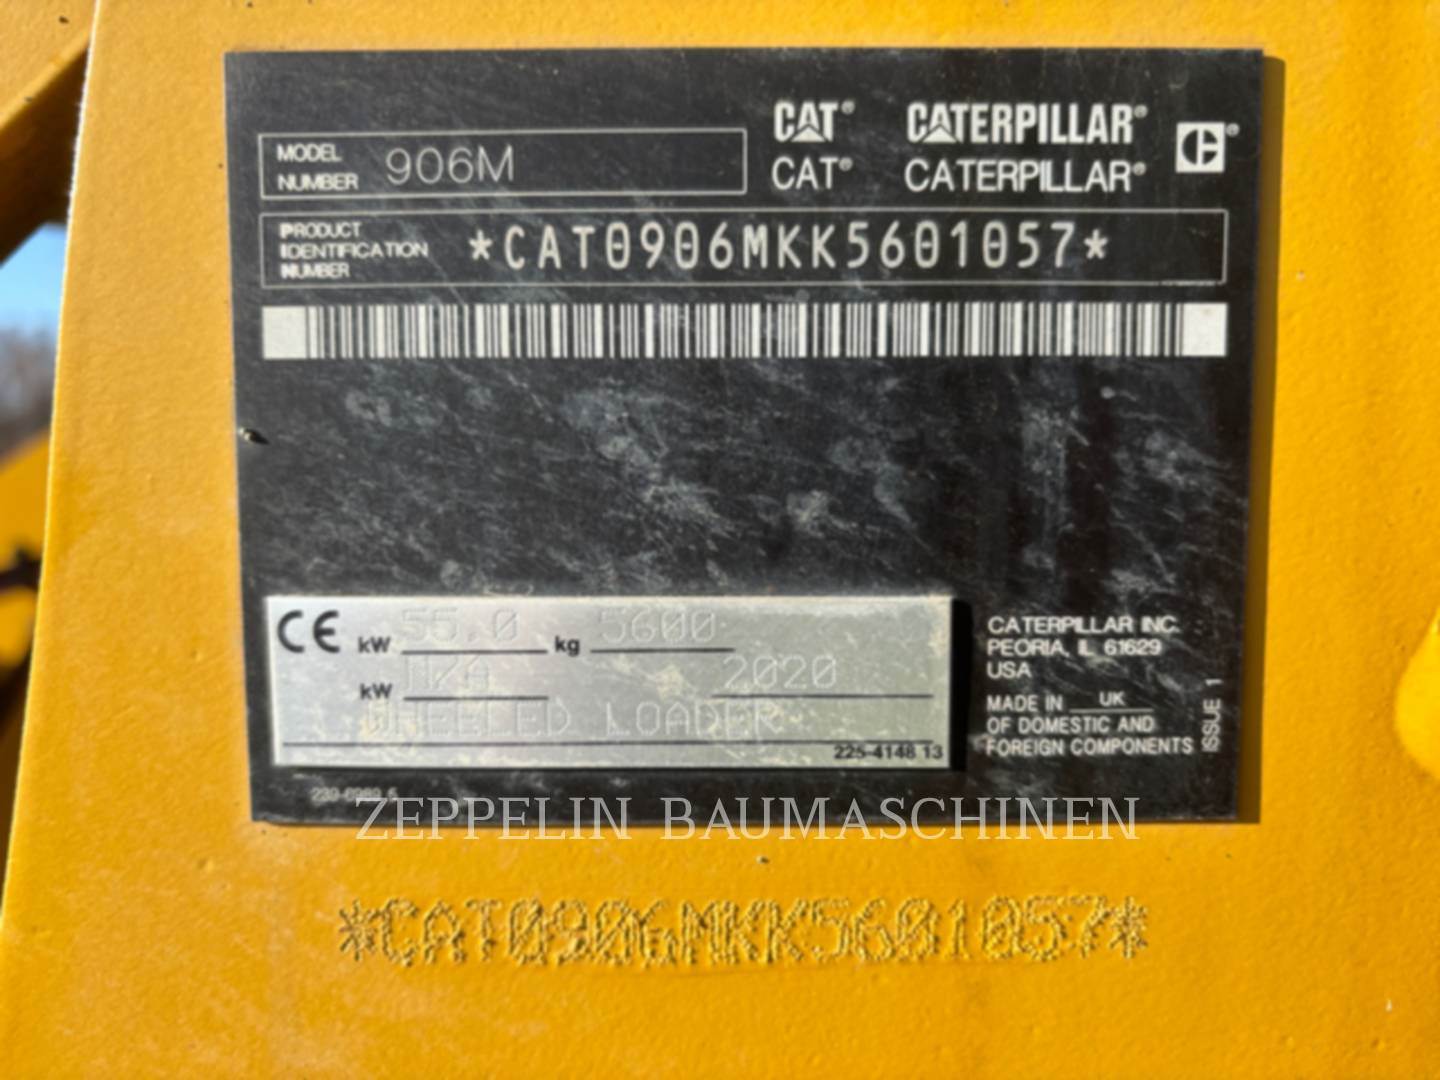 CAT® CATERPILLAR®
CAT® CATERPILLAR®
MODEL NUMBER 906M
PRODUCT IDENTIFICATION NUMBER *CAT0906MKK5601057*
CE kW 55.0 kg 5600
kW N/A 2020
WHEELED LOADER
225-4148 13
CATERPILLAR INC.
PEORIA, IL 61629
USA
MADE IN UK
OF DOMESTIC AND
FOREIGN COMPONENTS
ISSUE 1
ZEPPELIN BAUMASCHINEN
*CAT0906MKK5601057*